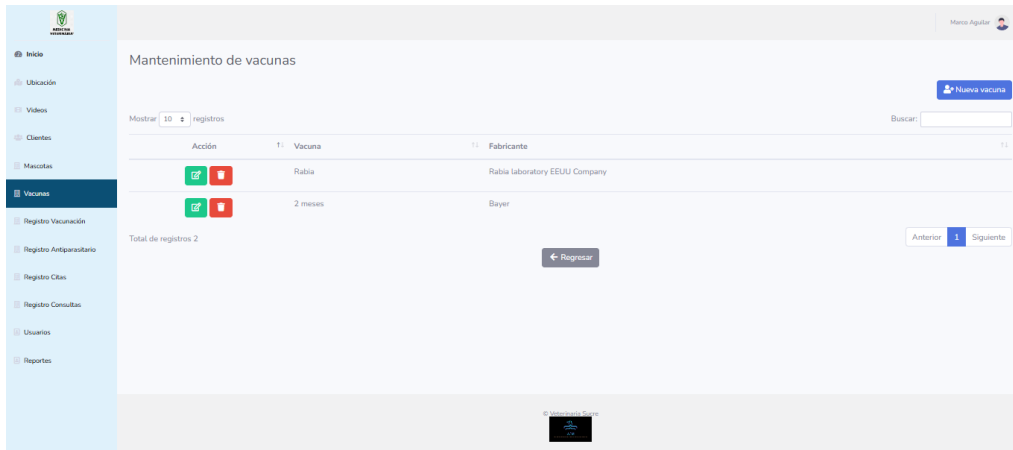 Marco Aguilar
Inicio
Ubicación
Videos
Clientes
Mascotas
Vacunas
Registro Vacunación
Registro Antiparasitario
Registro Citas
Registro Consultas
Usuarios
Reportes
Mantenimiento de vacunas
Nueva vacuna
Mostrar 10 registros
Buscar:
Acción Vacuna Fabricante
Rabia Rabia laboratory EEUU Company
2 meses Bayer
Total de registros 2
Anterior 1 Siguiente
Regresar
© Veterinaria Sucre